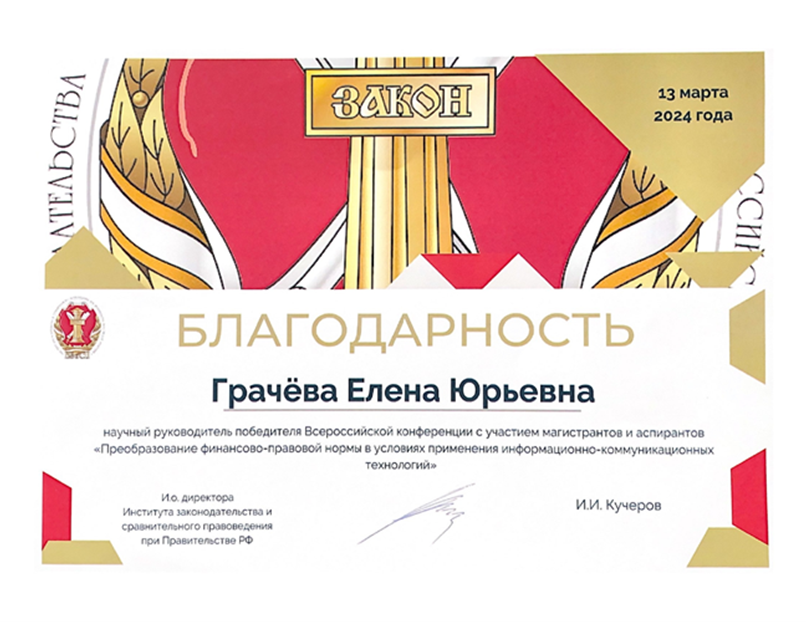 ЗАКОН
13 марта
2024 года
АТЕЛЬСТВА
БЛАГОДАРНОСТЬ
Грачёва Елена Юрьевна
научный руководитель победителя Всероссийской конференции с участием магистрантов и аспирантов
«Преобразование финансово-правовой нормы в условиях применения информационно-коммуникационных
технологий»
И.о. директора
Института законодательства и
сравнительного правоведения
при Правительстве РФ
И.И. Кучеров